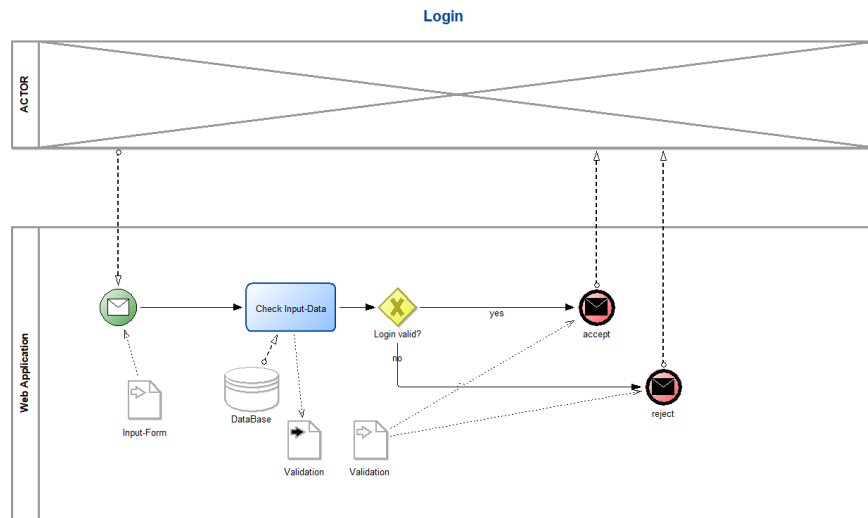 Login
ACTOR
Web Application
Check Input-Data
Login valid?
yes
accept
no
reject
Input-Form
DataBase
Validation
Validation